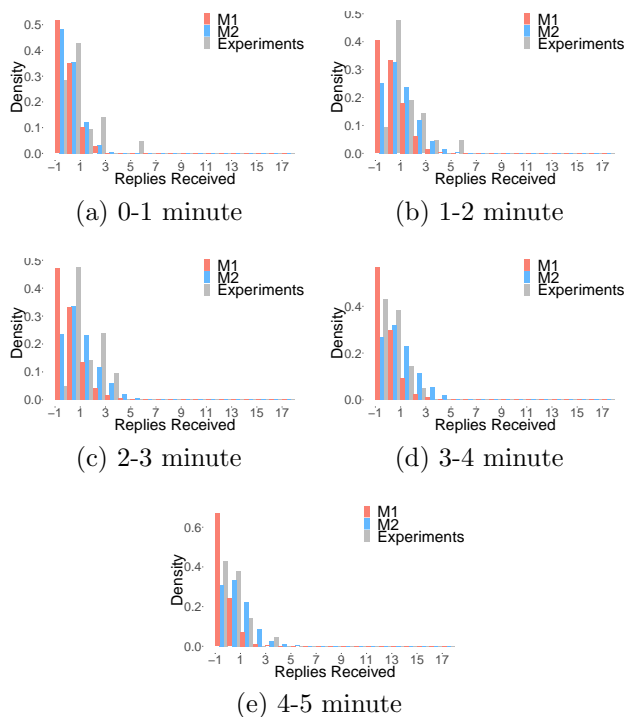 M1
M2
Experiments
0.5
0.4
0.3
0.2
0.1
0.0
Density
−1 1 3 5 7 9 11 13 15 17
Replies Received
(a) 0-1 minute
M1
M2
Experiments
0.5
0.4
0.3
0.2
0.1
0.0
Density
−1 1 3 5 7 9 11 13 15 17
Replies Received
(b) 1-2 minute
M1
M2
Experiments
0.5
0.4
0.3
0.2
0.1
0.0
Density
−1 1 3 5 7 9 11 13 15 17
Replies Received
(c) 2-3 minute
M1
M2
Experiments
0.4
0.2
0.0
Density
−1 1 3 5 7 9 11 13 15 17
Replies Received
(d) 3-4 minute
M1
M2
Experiments
0.6
0.4
0.2
0.0
Density
−1 1 3 5 7 9 11 13 15 17
Replies Received
(e) 4-5 minute